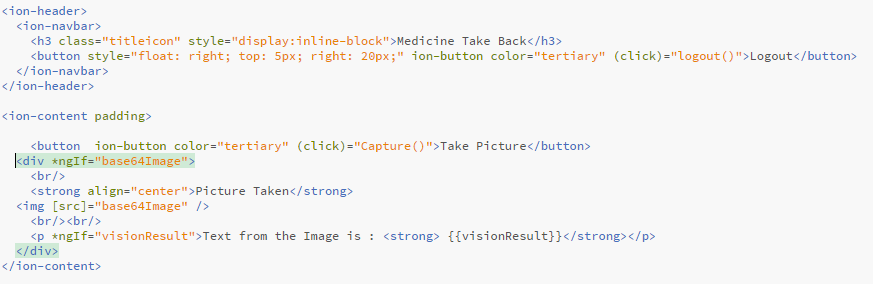 <ion-header>
<ion-navbar>
<h3 class="titleicon" style="display:inline-block">Medicine Take Back</h3>
<button style="float: right; top: 5px; right: 20px;" ion-button color="tertiary" (click)="logout()">Logout</button>
</ion-navbar>
</ion-header>
<ion-content padding>
<button  ion-button color="tertiary" (click)="Capture()">Take Picture</button>
<div *ngIf="base64Image">
<br/>
<strong align="center">Picture Taken</strong>
<img [src]="base64Image" />
<br/><br/>
<p *ngIf="visionResult">Text from the Image is : <strong> {{visionResult}}</strong></p>
</div>
</ion-content>